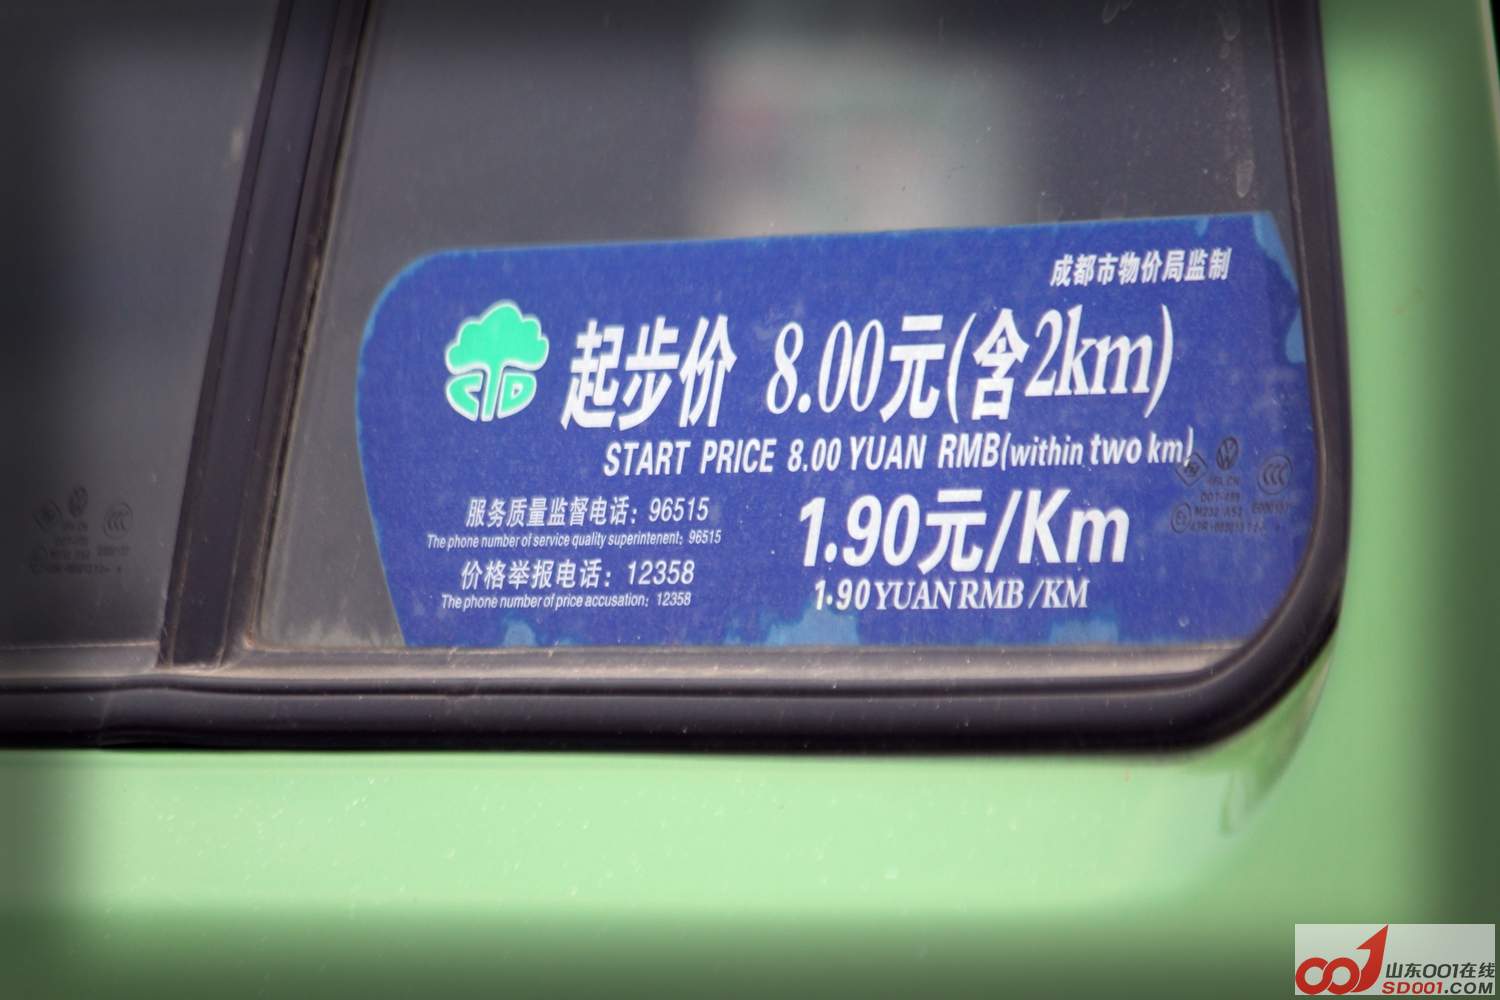 成都市物价局监制
CTD
起步价 8.00元(含2km)
START PRICE 8.00 YUAN RMB(within two km)
服务质量监督电话：96515
The phone number of service quality superintenent：96515
价格举报电话：12358
The phone number of price accusation：12358
1.90元/Km
1·90 YUAN RMB/KM
山东001在线
SD001.COM